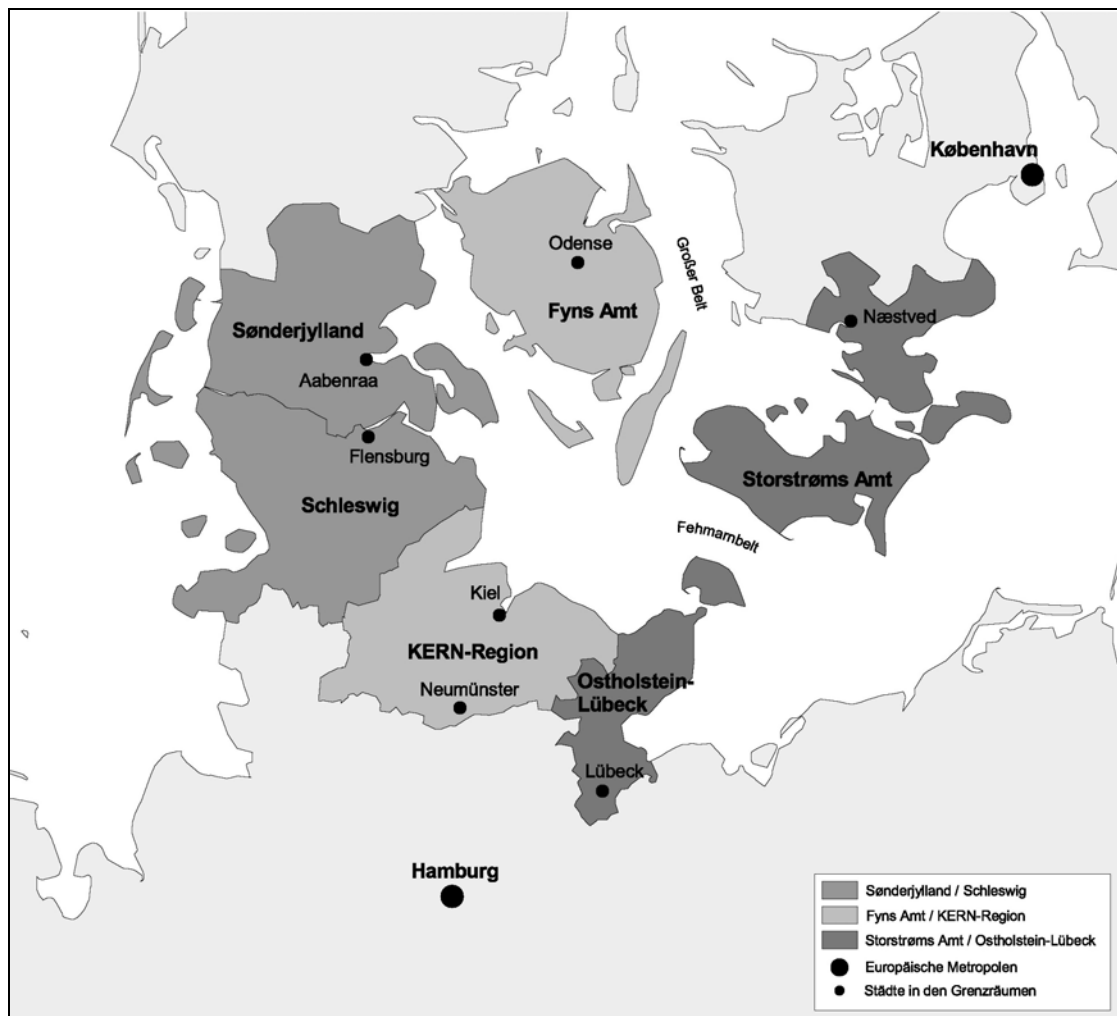 København
Odense
Großer Belt
Fyns Amt
Næstved
Sønderjylland
Aabenraa
Flensburg
Storstrøms Amt
Schleswig
Fehmarnbelt
Kiel
KERN-Region
Ostholstein-
Lübeck
Neumünster
Lübeck
Hamburg
Sønderjylland / Schleswig
Fyns Amt / KERN-Region
Storstrøms Amt / Ostholstein-Lübeck
Europäische Metropolen
Städte in den Grenzräumen